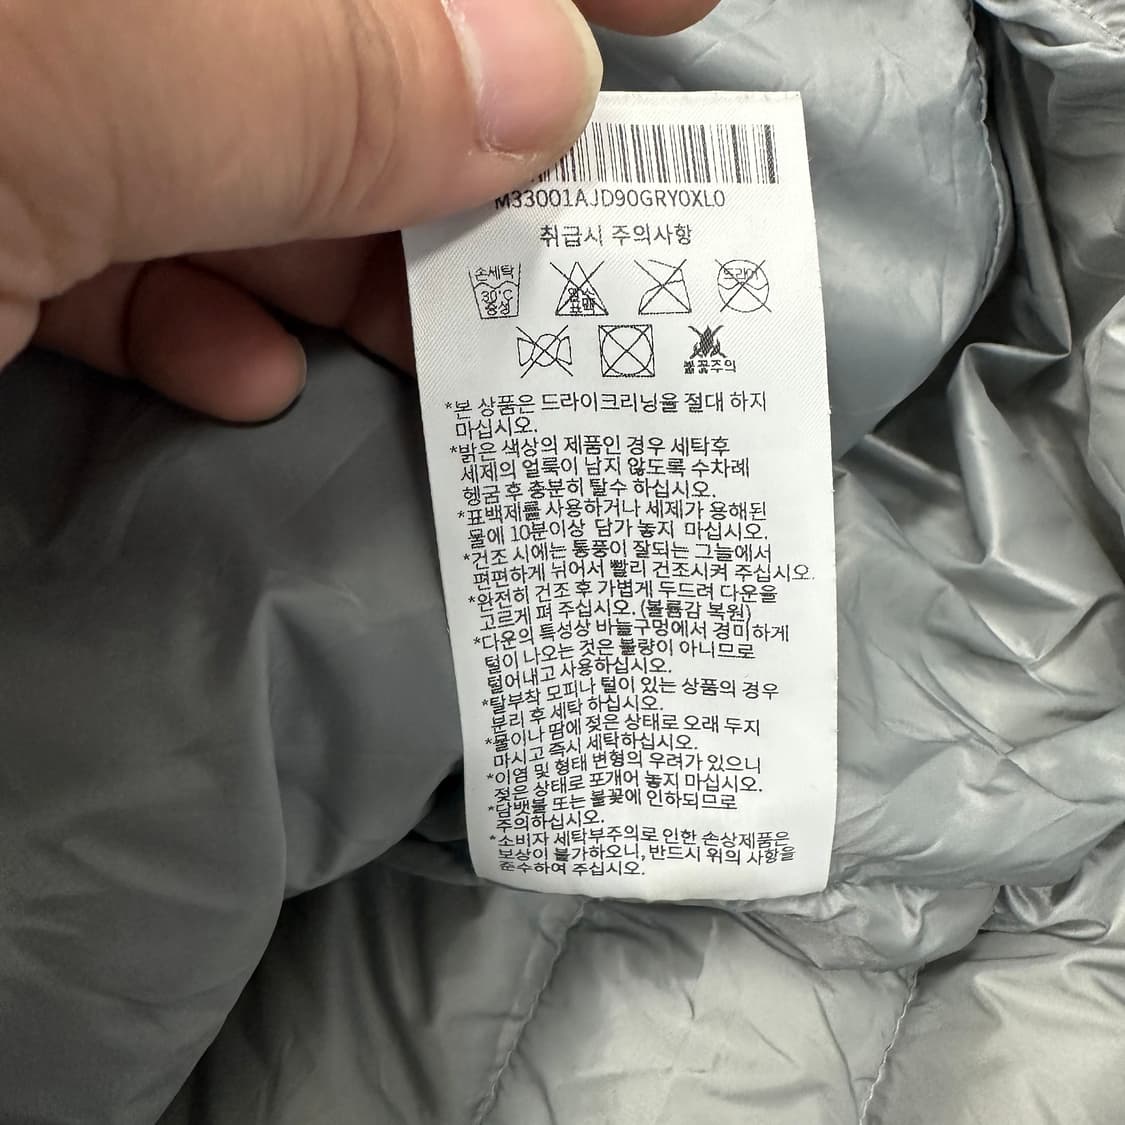 M33001AJD90GRY0XL0
취급시 주의사항
손세탁
30°C
중성
염소
표백
드라이
불꽃주의
*본 상품은 드라이크리닝을 절대 하지
마십시오.
*밝은 색상의 제품인 경우 세탁후
세제의 얼룩이 남지 않도록 수차례
헹굼 후 충분히 탈수 하십시오.
*표백제를 사용하거나 세제가 용해된
물에 10분이상 담가 놓지 마십시오.
*건조 시에는 통풍이 잘되는 그늘에서
편편하게 뉘어서 빨리 건조시켜 주십시오.
*완전히 건조 후 가볍게 두드려 다운을
고르게 펴 주십시오. (볼륨감 복원)
*다운의 특성상 바늘구멍에서 경미하게
털이 나오는 것은 불량이 아니므로
털어내고 사용하십시오.
*탈부착 모피나 털이 있는 상품의 경우
분리 후 세탁 하십시오.
*물이나 땀에 젖은 상태로 오래 두지
마시고 즉시 세탁하십시오.
*이염 및 형태 변형의 우려가 있으니
젖은 상태로 포개어 놓지 마십시오.
*담뱃불 또는 불꽃에 인하되므로
주의하십시오.
*소비자 세탁부주의로 인한 손상제품은
보상이 불가하오니, 반드시 위의 사항을
준수하여 주십시오.